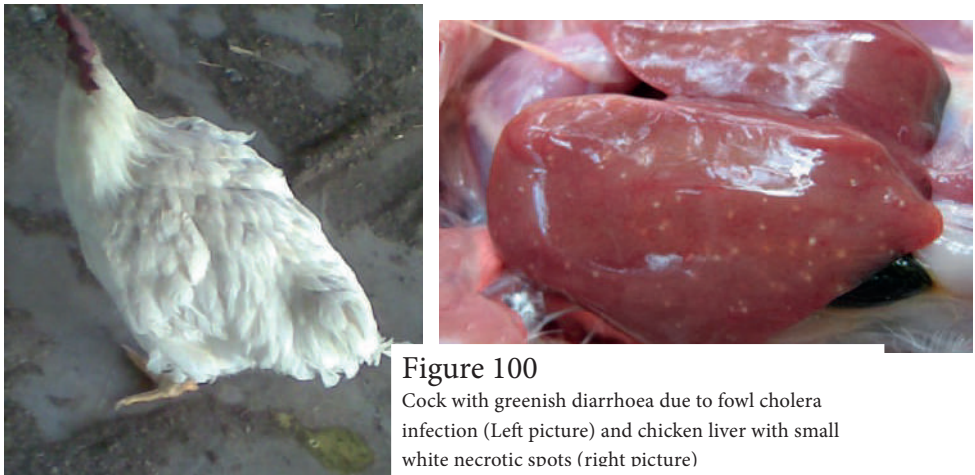 Figure 100
Cock with greenish diarrhoea due to fowl cholera
infection (Left picture) and chicken liver with small
white necrotic spots (right picture)